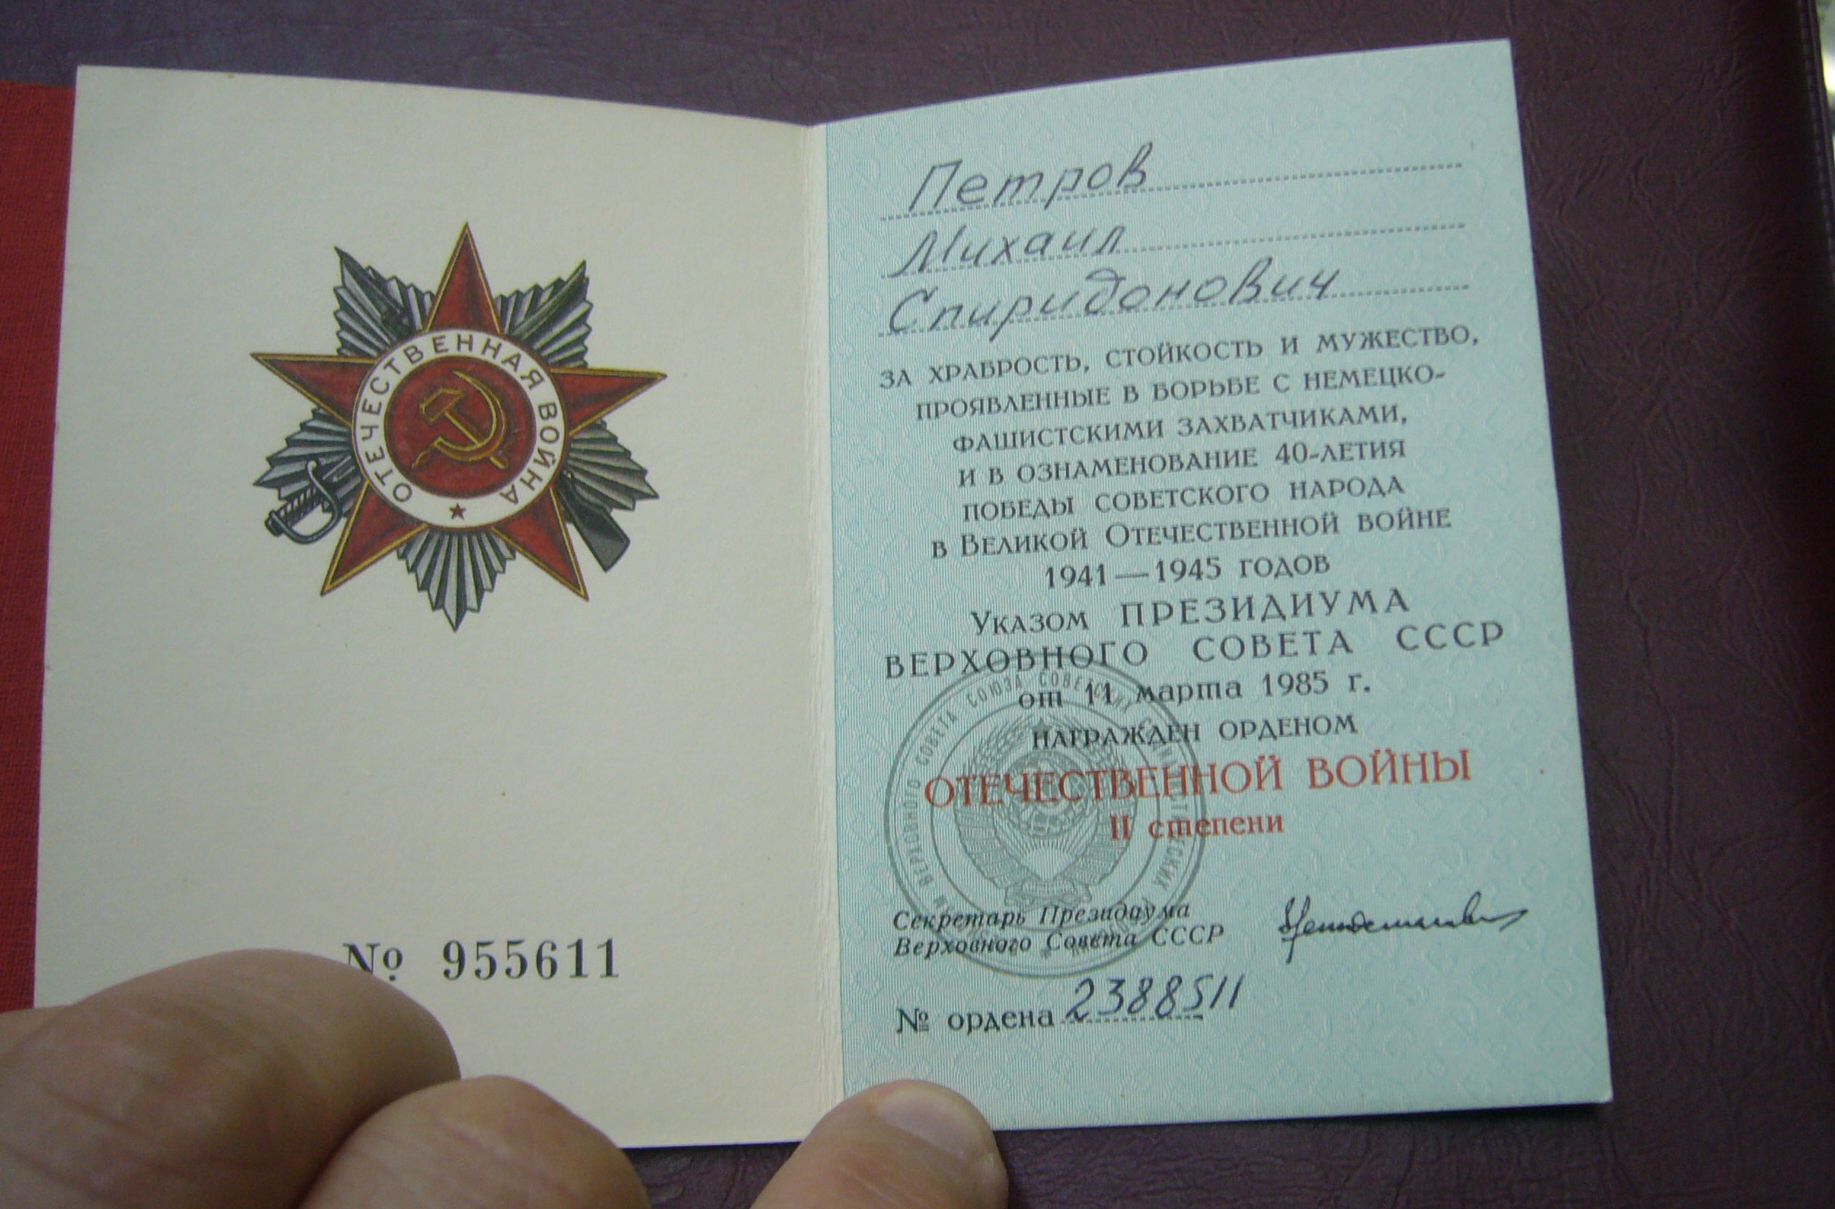 ОТЕЧЕСТВЕННАЯ ВОЙНА
№ 955611
Петров
Михаил
Спиридонович
ЗА ХРАБРОСТЬ, СТОЙКОСТЬ И МУЖЕСТВО,
ПРОЯВЛЕННЫЕ В БОРЬБЕ С НЕМЕЦКО-
ФАШИСТСКИМИ ЗАХВАТЧИКАМИ,
И В ОЗНАМЕНОВАНИЕ 40-ЛЕТИЯ
ПОБЕДЫ СОВЕТСКОГО НАРОДА
В ВЕЛИКОЙ ОТЕЧЕСТВЕННОЙ ВОЙНЕ
1941—1945 ГОДОВ
УКАЗОМ ПРЕЗИДИУМА
ВЕРХОВНОГО СОВЕТА СССР
от 11 марта 1985 г.
НАГРАЖДЕН ОРДЕНОМ
ОТЕЧЕСТВЕННОЙ ВОЙНЫ
II степени
Секретарь Президиума
Верховного Совета СССР
№ ордена 2388511